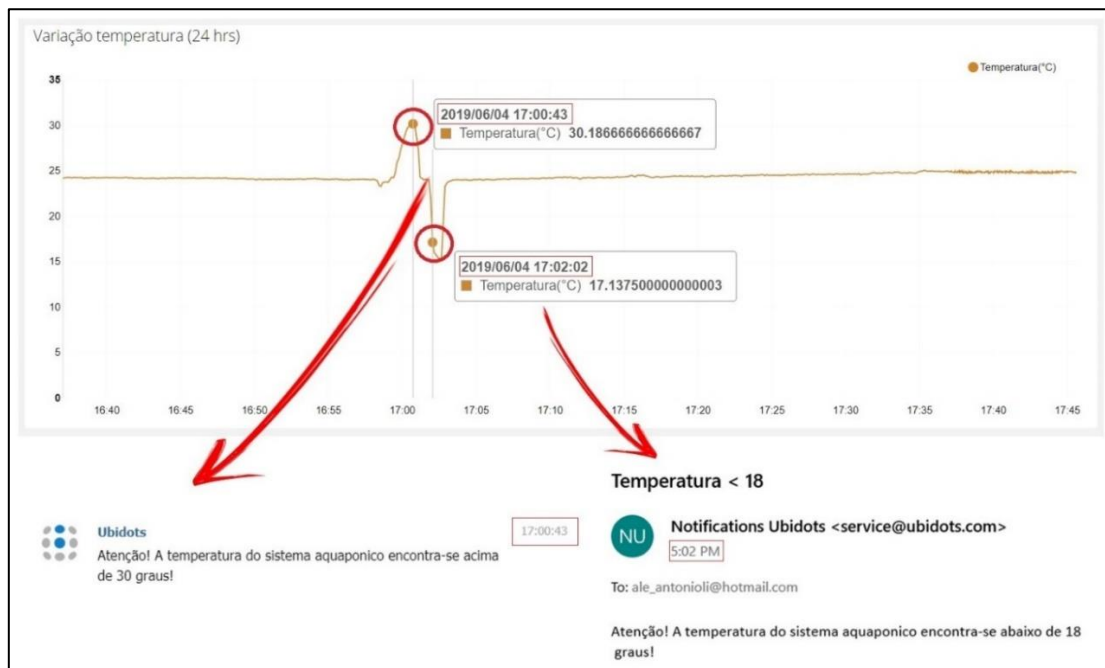 Variação temperatura (24 hrs)
Temperatura(°C)
35
30
25
20
15
10
5
0
2019/06/04 17:00:43
Temperatura(°C) 30.186666666666667
2019/06/04 17:02:02
Temperatura(°C) 17.137500000000003
16:40 16:45 16:50 16:55 17:00 17:05 17:10 17:15 17:20 17:25 17:30 17:35 17:40 17:45
Ubidots
17:00:43
Atenção! A temperatura do sistema aquaponico encontra-se acima
de 30 graus!
Temperatura < 18
NU
Notifications Ubidots <service@ubidots.com>
5:02 PM
To: ale_antonioli@hotmail.com
Atenção! A temperatura do sistema aquaponico encontra-se abaixo de 18
graus!